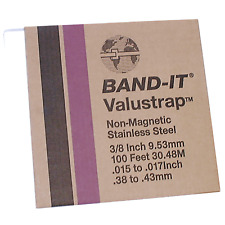 BAND-IT®
Valustrap™
Non-Magnetic
Stainless Steel
3/8 Inch 9.53mm
100 Feet 30.48M
.015 to .017Inch
.38 to .43mm